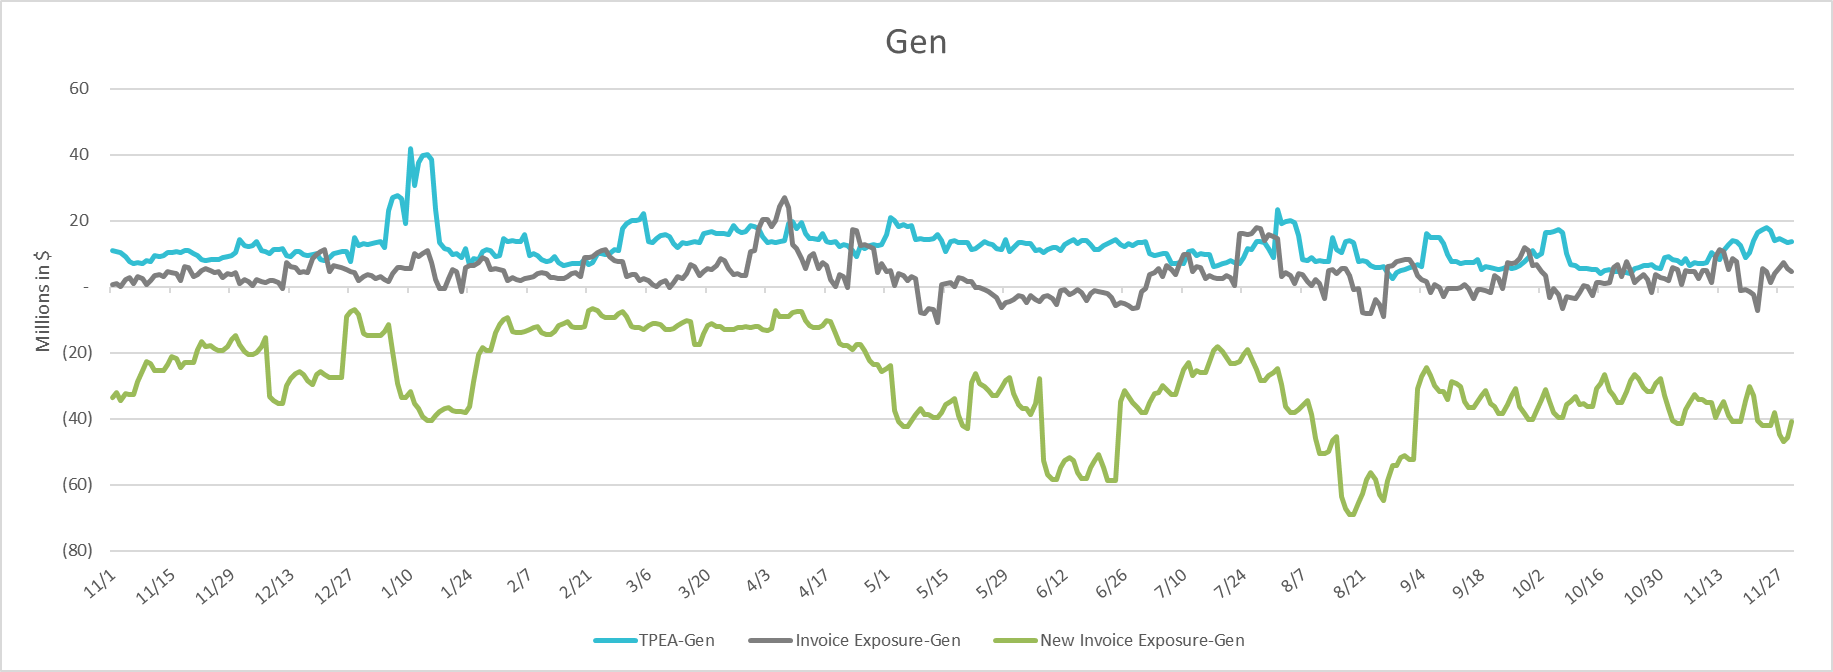 Gen
Millions in $
60
40
20
-
(20)
(40)
(60)
(80)
11/1 11/15 11/29 12/13 12/27 1/10 1/24 2/7 2/21 3/6 3/20 4/3 4/17 5/1 5/15 5/29 6/12 6/26 7/10 7/24 8/7 8/21 9/4 9/18 10/2 10/16 10/30 11/13 11/27
TPEA-Gen Invoice Exposure-Gen New Invoice Exposure-Gen